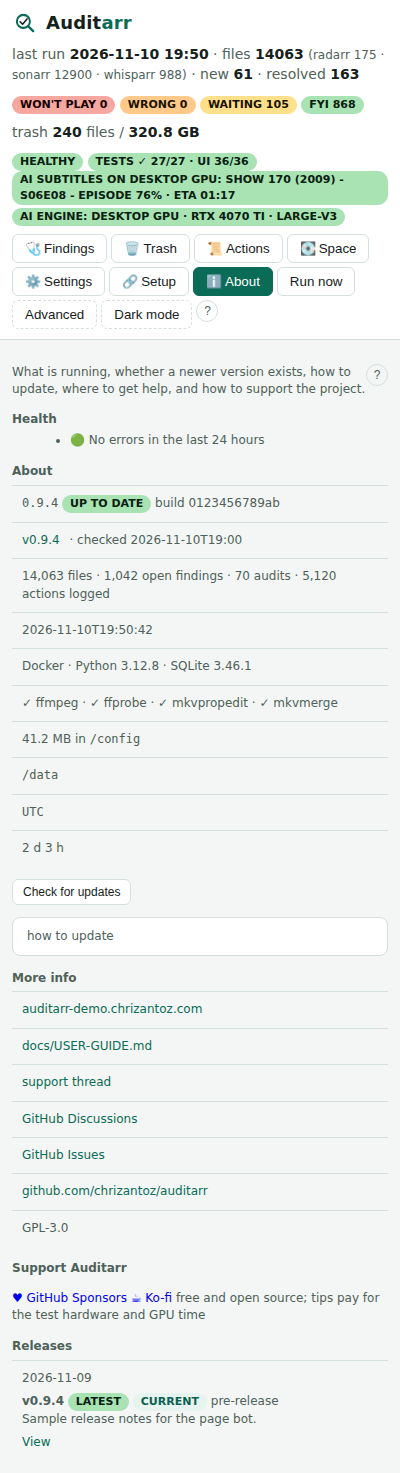 Auditarr
last run 2026-11-10 19:50 · files 14063 (radarr 175 ·
sonarr 12900 · whisparr 988) · new 61 · resolved 163
WON'T PLAY 0 WRONG 0 WAITING 105 FYI 868
trash 240 files / 320.8 GB
HEALTHY TESTS ✓ 27/27 · UI 36/36
AI SUBTITLES ON DESKTOP GPU: SHOW 170 (2009) -
S06E08 - EPISODE 76% · ETA 01:17
AI ENGINE: DESKTOP GPU · RTX 4070 TI · LARGE-V3
🩺 Findings 🗑️ Trash 📜 Actions 💽 Space
⚙️ Settings 🔗 Setup ℹ️ About Run now
Advanced Dark mode ?
What is running, whether a newer version exists, how to ?
update, where to get help, and how to support the project.
Health
• 🟢 No errors in the last 24 hours
About
0.9.4 UP TO DATE build 0123456789ab
v0.9.4 · checked 2026-11-10T19:00
14,063 files · 1,042 open findings · 70 audits · 5,120
actions logged
2026-11-10T19:50:42
Docker · Python 3.12.8 · SQLite 3.46.1
✓ ffmpeg · ✓ ffprobe · ✓ mkvpropedit · ✓ mkvmerge
41.2 MB in /config
/data
UTC
2 d 3 h
Check for updates
how to update
More info
auditarr-demo.chrizantoz.com
docs/USER-GUIDE.md
support thread
GitHub Discussions
GitHub Issues
github.com/chrizantoz/auditarr
GPL-3.0
Support Auditarr
♥ GitHub Sponsors ☕ Ko-fi free and open source; tips pay for
the test hardware and GPU time
Releases
2026-11-09
v0.9.4 LATEST CURRENT pre-release
Sample release notes for the page bot.
View